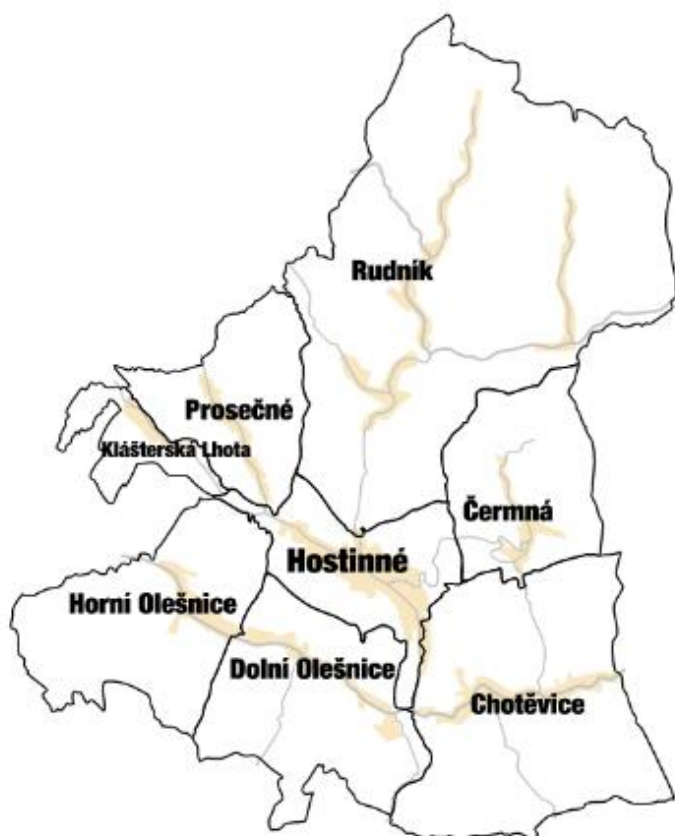 Rudník
Prosečné
Klášterská Lhota
Čermná
Hostinné
Horní Olešnice
Dolní Olešnice
Chotěvice